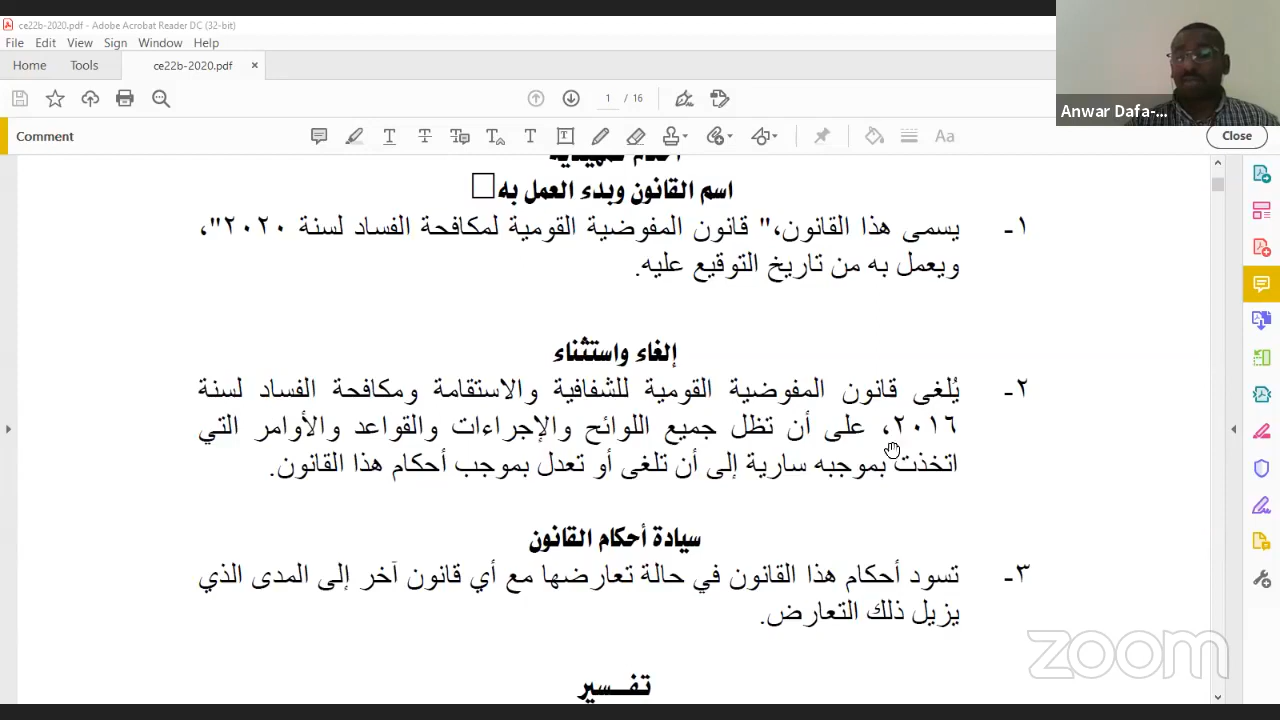 ce22b-2020.pdf - Adobe Acrobat Reader DC (32-bit)
File Edit View Sign Window Help
Home Tools ce22b-2020.pdf ×
1 / 16
Comment
Close
Anwar Dafa-...
اسم القانون وبدء العمل به
١- يسمى هذا القانون،" قانون المفوضية القومية لمكافحة الفساد لسنة ٢٠٢٠"،
ويعمل به من تاريخ التوقيع عليه.
إلغاء واستثناء
٢- يُلغى قانون المفوضية القومية للشفافية والاستقامة ومكافحة الفساد لسنة
٢٠١٦، على أن تظل جميع اللوائح والإجراءات والقواعد والأوامر التي
اتخذت بموجبه سارية إلى أن تلغى أو تعدل بموجب أحكام هذا القانون.
سيادة أحكام القانون
٣- تسود أحكام هذا القانون في حالة تعارضها مع أي قانون آخر إلى المدى الذي
يزيل ذلك التعارض.
تفـسير
zoom